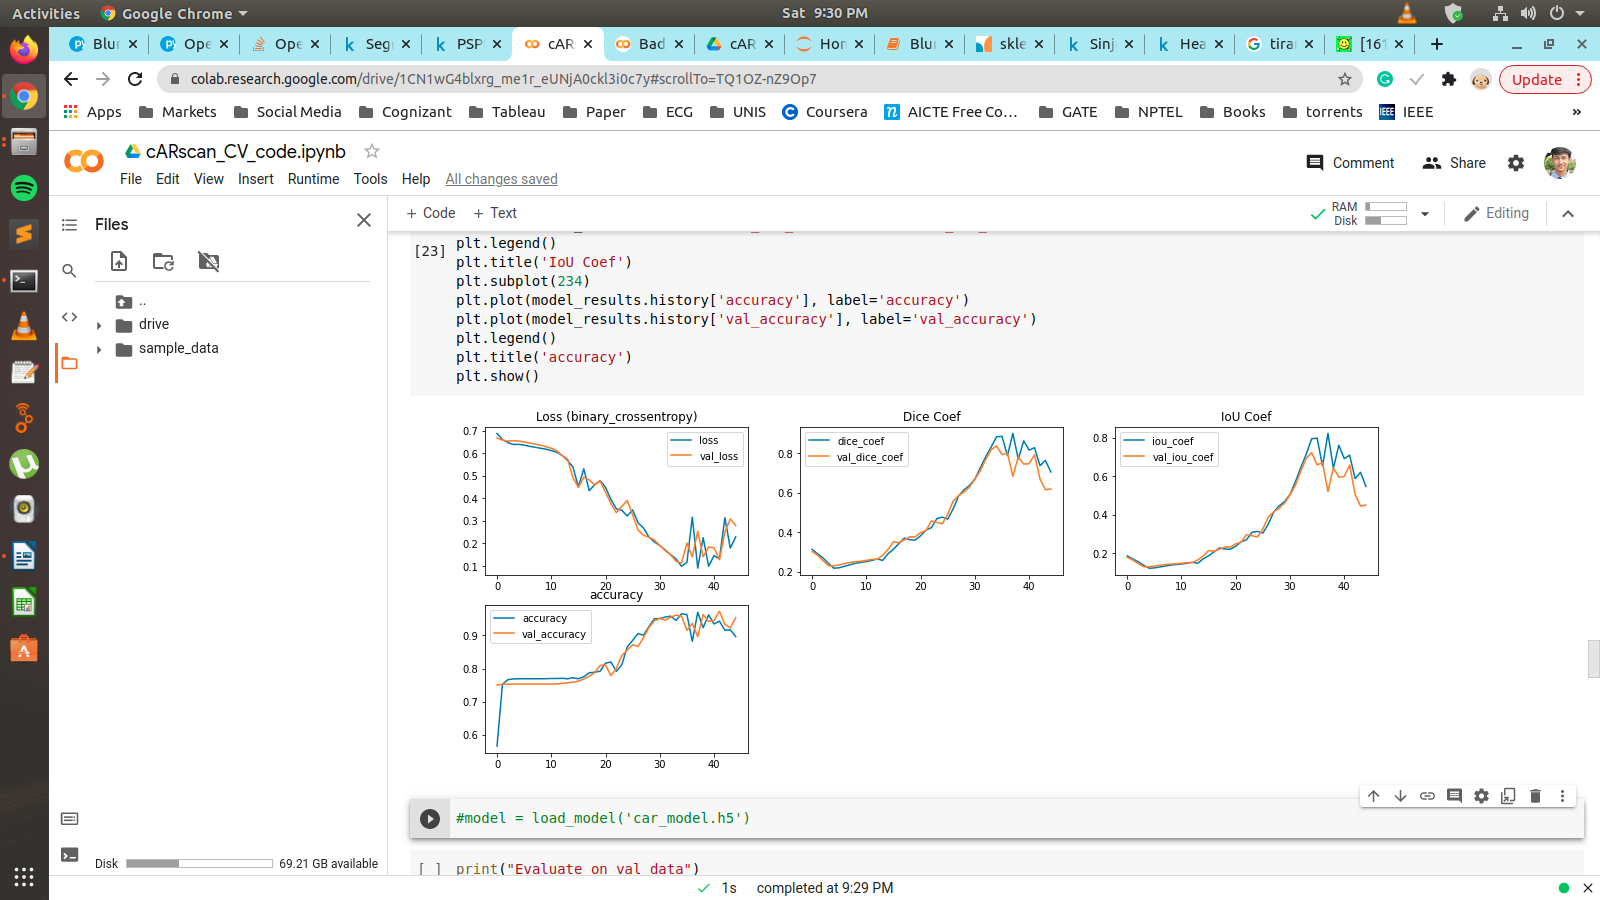 Activities Google Chrome Sat 9:30 PM
Blur Ope Ope Segr PSP cAR Bad cAR Hor Blur skle Sinj Hea tirar [161
colab.research.google.com/drive/1CN1wG4blxrg_me1r_eUNjA0ckl3i0c7y#scrollTo=TQ1OZ-nZ9Op7 Update
Apps Markets Social Media Cognizant Tableau Paper ECG UNIS Coursera AICTE Free Co... GATE NPTEL Books torrents IEEE IEEE »
cARscan_CV_code.ipynb
Comment Share
File Edit View Insert Runtime Tools Help All changes saved
Files
+ Code + Text
RAM
Disk
Editing
..
drive
sample_data
[23]
plt.legend()
plt.title('IoU Coef')
plt.subplot(234)
plt.plot(model_results.history['accuracy'], label='accuracy')
plt.plot(model_results.history['val_accuracy'], label='val_accuracy')
plt.legend()
plt.title('accuracy')
plt.show()
Loss (binary_crossentropy)
loss
val_loss
0.7
0.6
0.5
0.4
0.3
0.2
0.1
0 10 20 30 40
Dice Coef
dice_coef
val_dice_coef
0.8
0.6
0.4
0.2
0 10 20 30 40
IoU Coef
iou_coef
val_iou_coef
0.8
0.6
0.4
0.2
0 10 20 30 40
accuracy
accuracy
val_accuracy
0.9
0.8
0.7
0.6
0 10 20 30 40
#model = load_model('car_model.h5')
[ ] print("Evaluate on val data")
Disk 69.21 GB available
1s completed at 9:29 PM